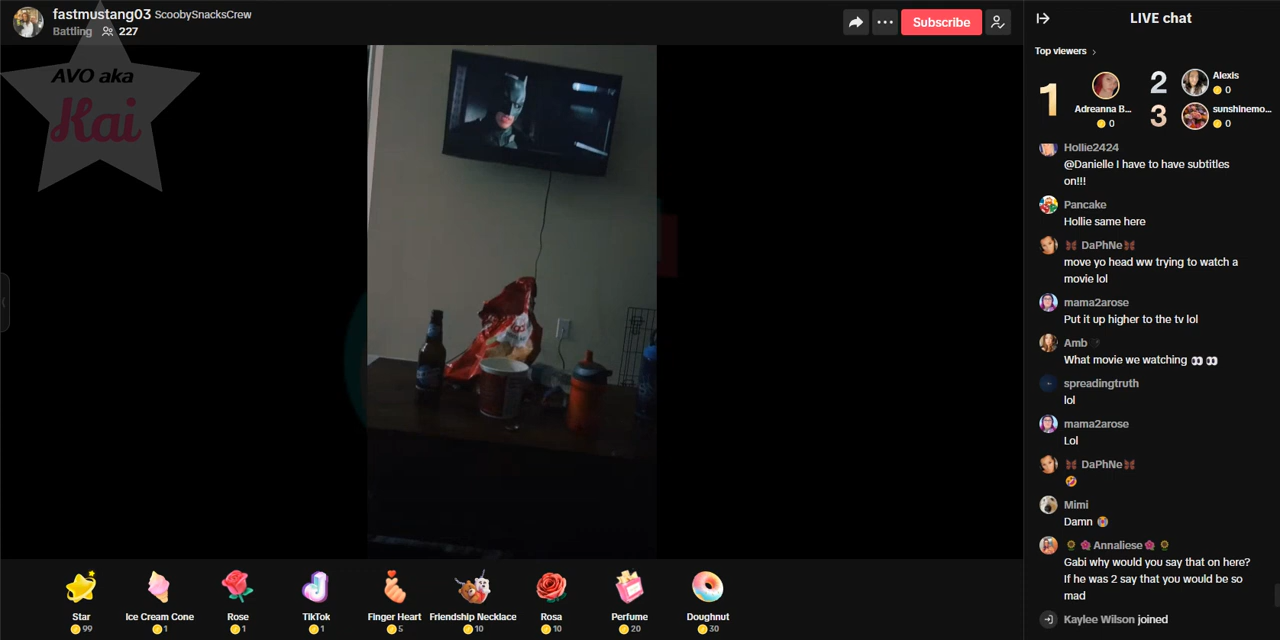 fastmustang03 ScoobySnacksCrew
Battling 227
Subscribe
AVO aka
Kai
LIVE chat
Top viewers
1
Adreanna B...
0
2
Alexis
0
3
sunshinemo...
0
Hollie2424
@Danielle I have to have subtitles
on!!!
Pancake
Hollie same here
DaPhNe
move yo head ww trying to watch a
movie lol
mama2arose
Put it up higher to the tv lol
Amb
What movie we watching
spreadingtruth
lol
mama2arose
Lol
DaPhNe
Mimi
Damn
Annaliese
Gabi why would you say that on here?
If he was 2 say that you would be so
mad
Kaylee Wilson joined
Star
99
Ice Cream Cone
1
Rose
1
TikTok
1
Finger Heart
5
Friendship Necklace
10
Rosa
10
Perfume
20
Doughnut
30